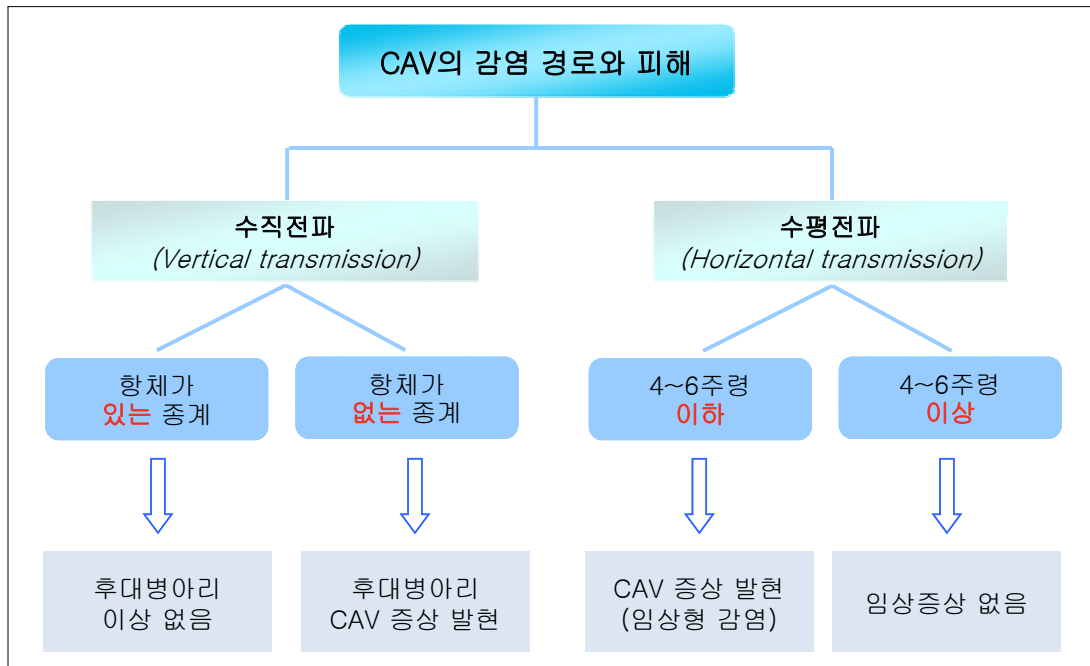 CAV의 감염 경로와 피해
수직전파
(Vertical transmission)
수평전파
(Horizontal transmission)
항체가
있는 종계
항체가
없는 종계
4~6주령
이하
4~6주령
이상
후대병아리
이상 없음
후대병아리
CAV 증상 발현
CAV 증상 발현
(임상형 감염)
임상증상 없음